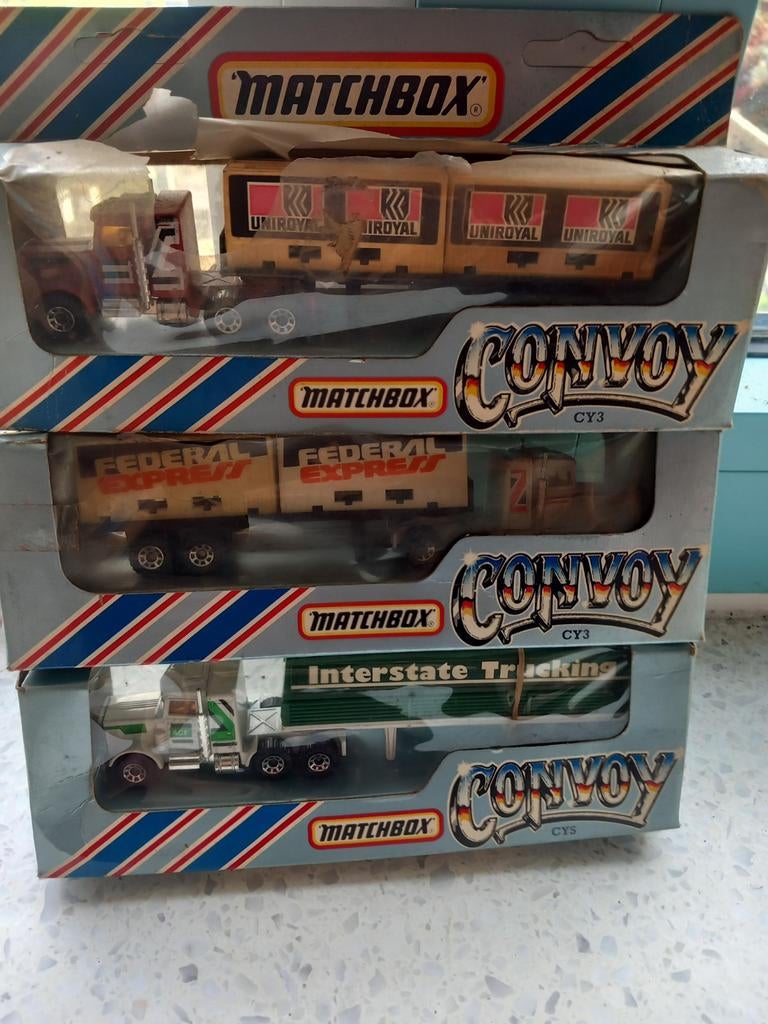 'MATCHBOX'®
UNIROYAL UNIROYAL UNIROYAL UNIROYAL
CONVOY
MATCHBOX
CY3
FEDERAL EXPRESS FEDERAL EXPRESS
CONVOY
MATCHBOX
CY3
Interstate Trucking
ACE
CONVOY
MATCHBOX
CY5